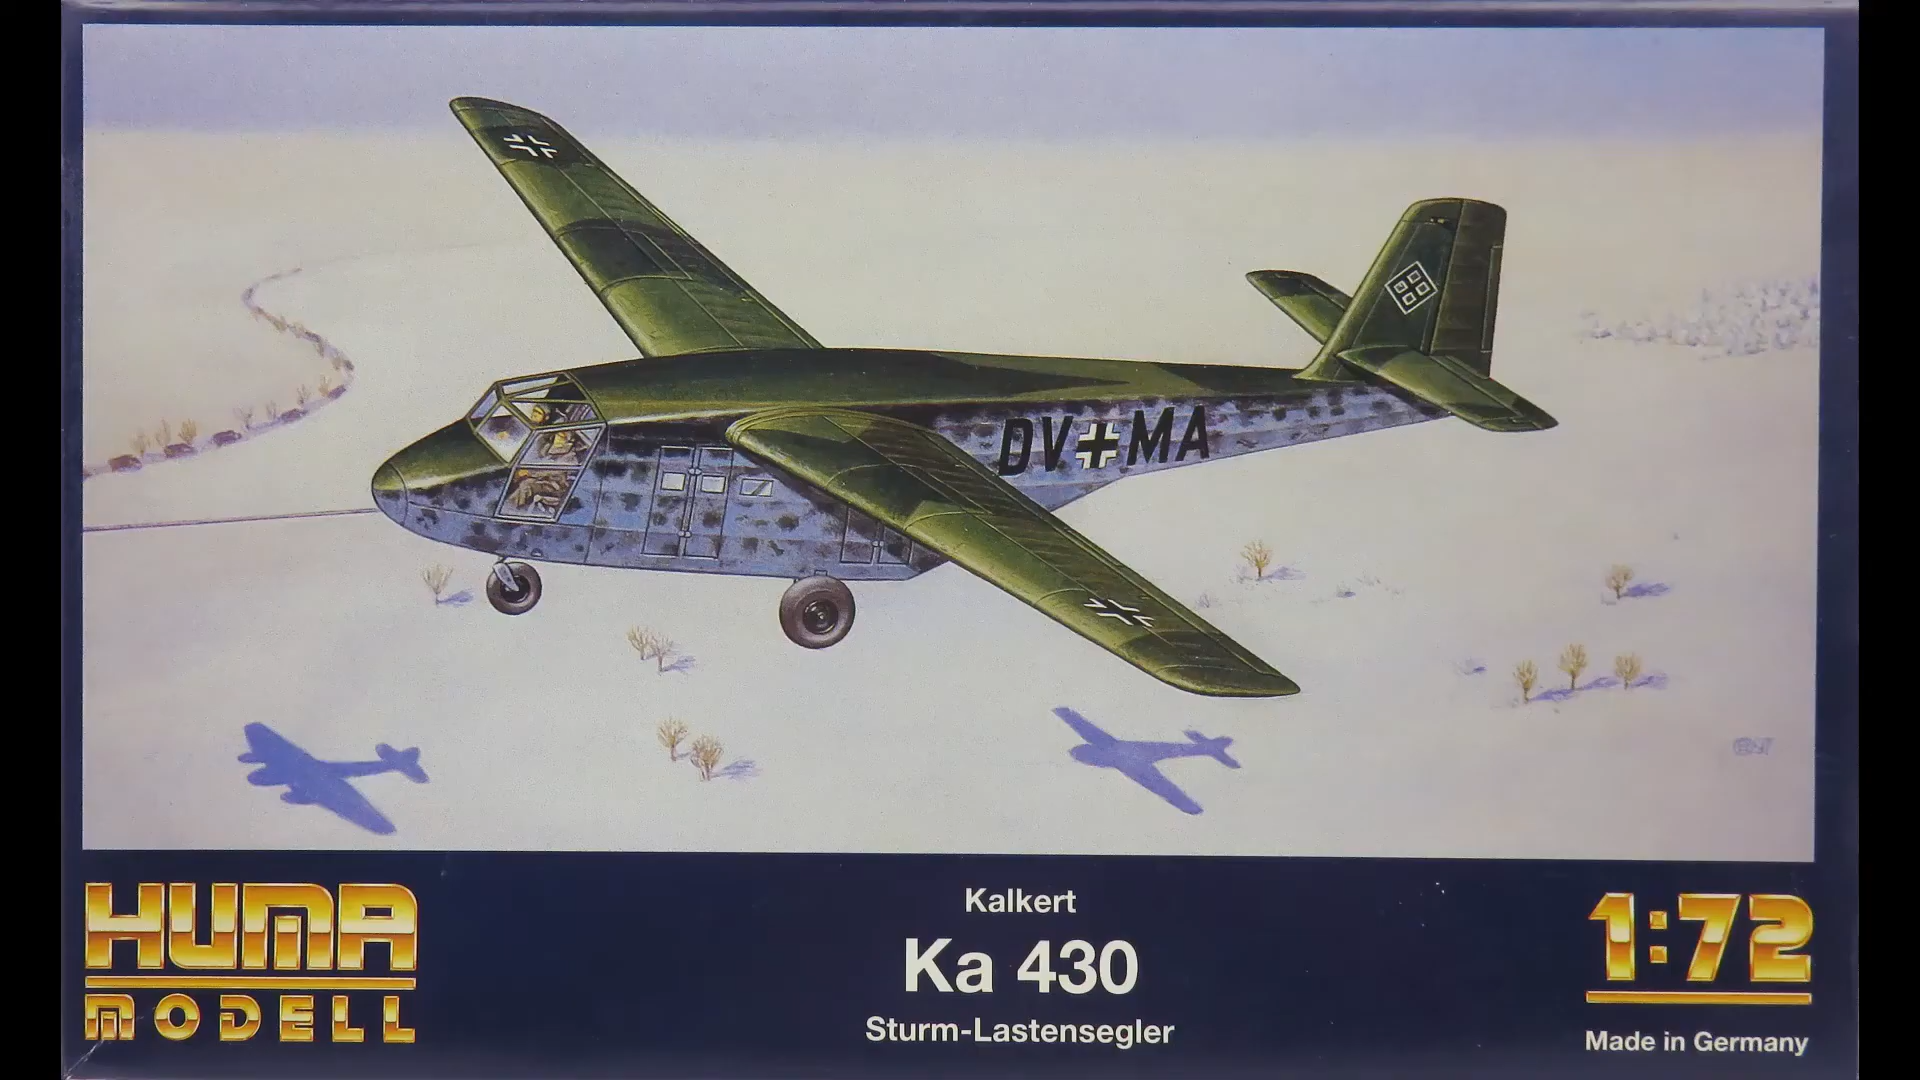 DV MA
HUMA
MODELL
Kalkert
Ka 430
Sturm-Lastensegler
1:72
Made in Germany